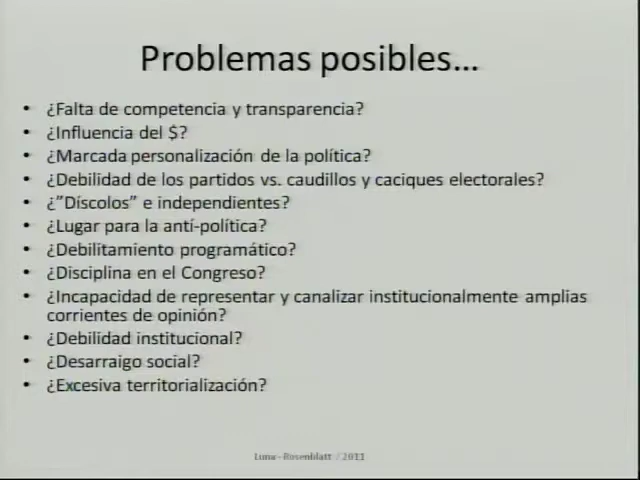 Problemas posibles...
• ¿Falta de competencia y transparencia?
• ¿Influencia del $?
• ¿Marcada personalización de la política?
• ¿Debilidad de los partidos vs. caudillos y caciques electorales?
• ¿"Díscolos" e independientes?
• ¿Lugar para la antí-política?
• ¿Debilitamiento programático?
• ¿Disciplina en el Congreso?
• ¿Incapacidad de representar y canalizar institucionalmente amplias
corrientes de opinión?
• ¿Debilidad institucional?
• ¿Desarraigo social?
• ¿Excesiva territorialización?
Luna - Rosenblatt / 2011